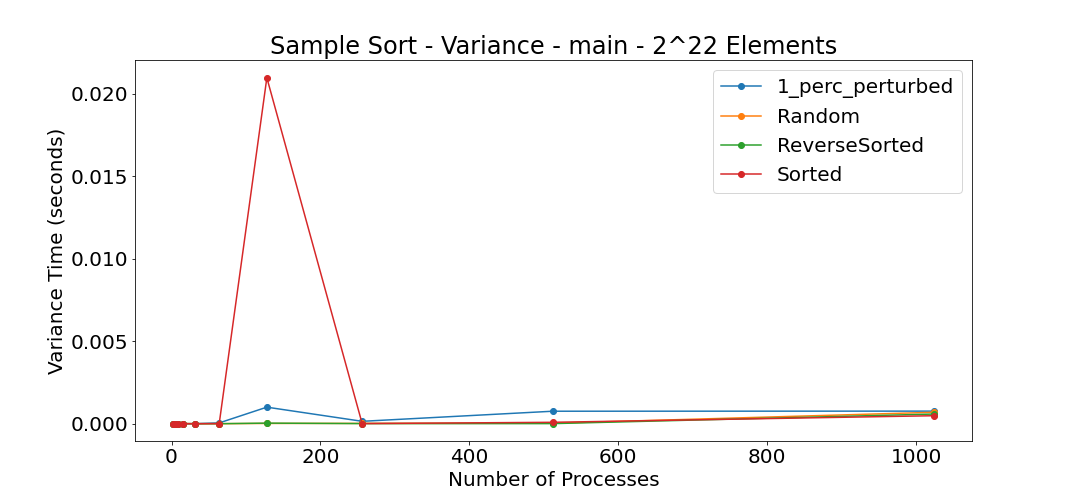 Sample Sort - Variance - main - 2^22 Elements
1_perc_perturbed
Random
ReverseSorted
Sorted
Variance Time (seconds)
0.020
0.015
0.010
0.005
0.000
0 200 400 600 800 1000
Number of Processes